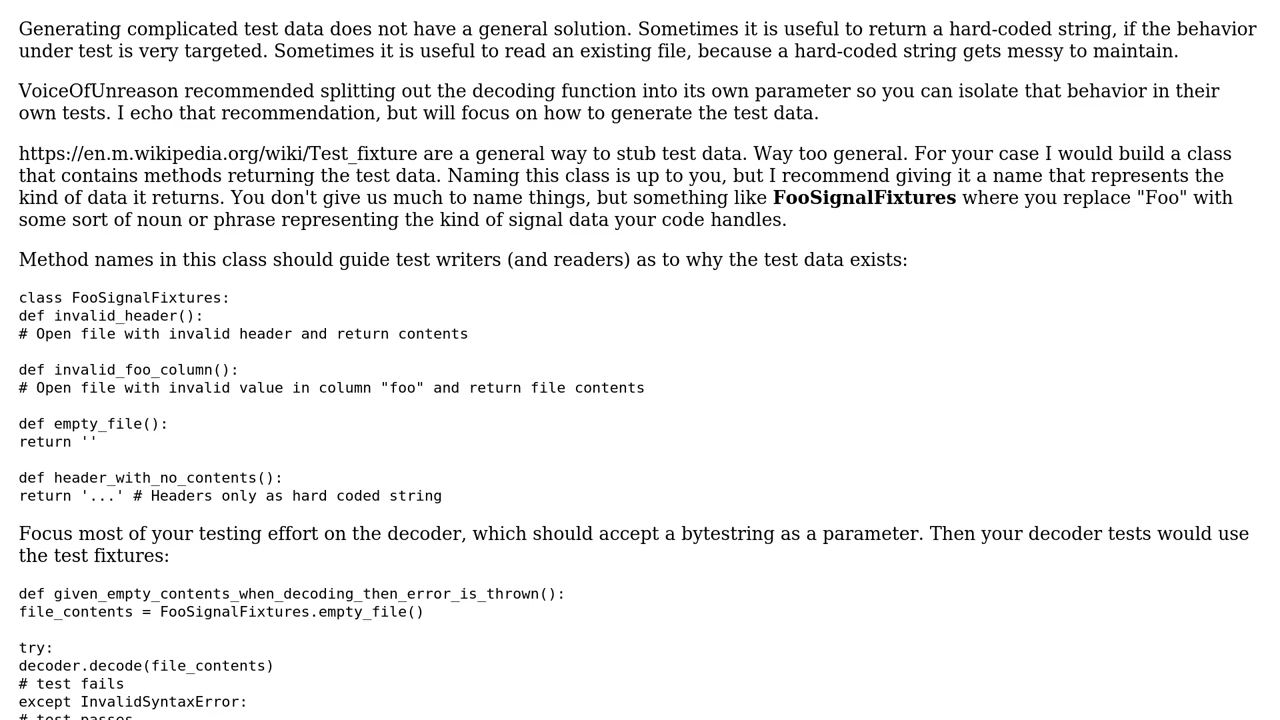 Generating complicated test data does not have a general solution. Sometimes it is useful to return a hard-coded string, if the behavior
under test is very targeted. Sometimes it is useful to read an existing file, because a hard-coded string gets messy to maintain.
VoiceOfUnreason recommended splitting out the decoding function into its own parameter so you can isolate that behavior in their
own tests. I echo that recommendation, but will focus on how to generate the test data.
https://en.m.wikipedia.org/wiki/Test_fixture are a general way to stub test data. Way too general. For your case I would build a class
that contains methods returning the test data. Naming this class is up to you, but I recommend giving it a name that represents the
kind of data it returns. You don't give us much to name things, but something like FooSignalFixtures where you replace "Foo" with
some sort of noun or phrase representing the kind of signal data your code handles.
Method names in this class should guide test writers (and readers) as to why the test data exists:
class FooSignalFixtures:
def invalid_header():
# Open file with invalid header and return contents
def invalid_foo_column():
# Open file with invalid value in column "foo" and return file contents
def empty_file():
return ''
def header_with_no_contents():
return '...' # Headers only as hard coded string
Focus most of your testing effort on the decoder, which should accept a bytestring as a parameter. Then your decoder tests would use
the test fixtures:
def given_empty_contents_when_decoding_then_error_is_thrown():
file_contents = FooSignalFixtures.empty_file()
try:
decoder.decode(file_contents)
# test fails
except InvalidSyntaxError:
# test passes